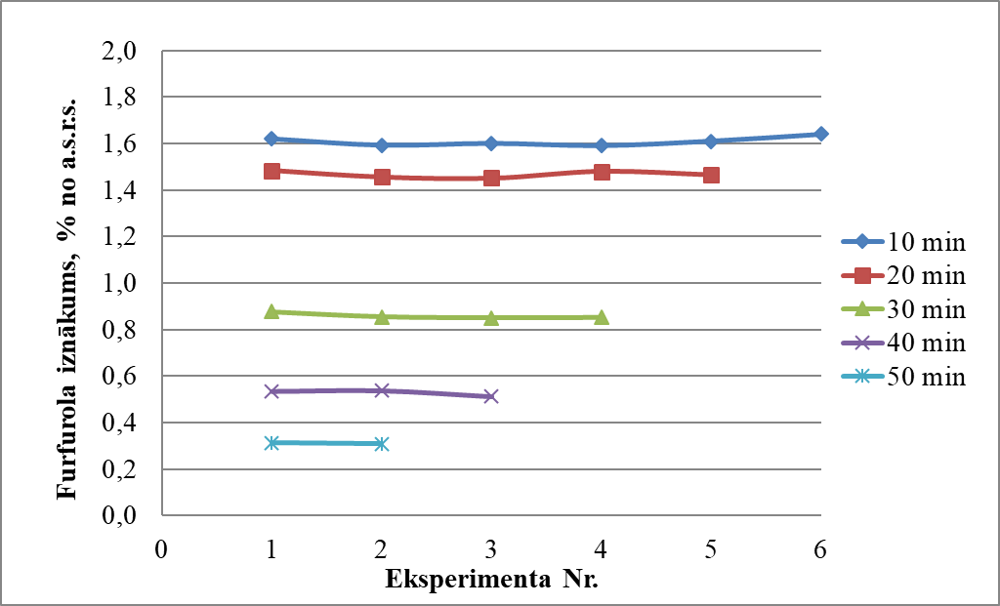 Furfurola iznākums, % no a.s.r.s.
2,0
1,8
1,6
1,4
1,2
1,0
0,8
0,6
0,4
0,2
0,0
0 1 2 3 4 5 6
Eksperimenta Nr.
10 min
20 min
30 min
40 min
50 min